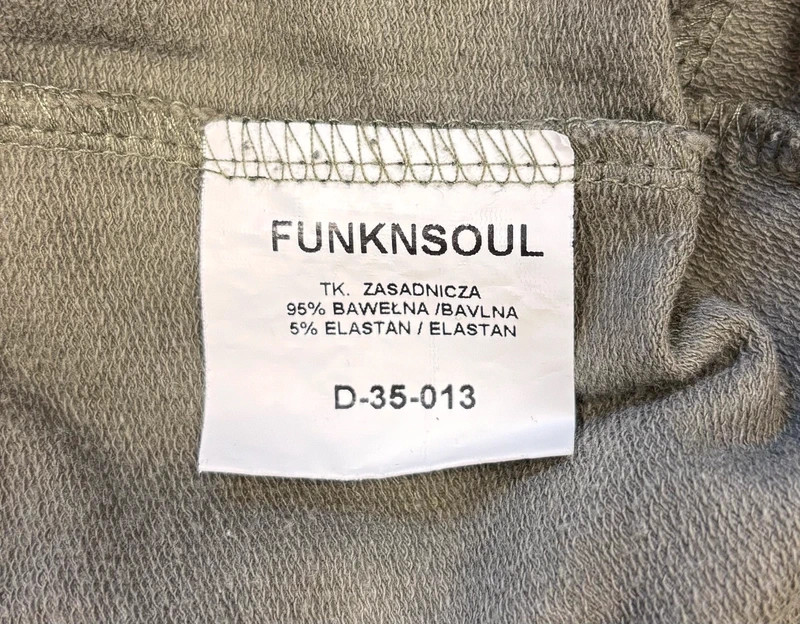 FUNKNSOUL
TK. ZASADNICZA
95% BAWEŁNA /BAVLNA
5% ELASTAN / ELASTAN
D-35-013